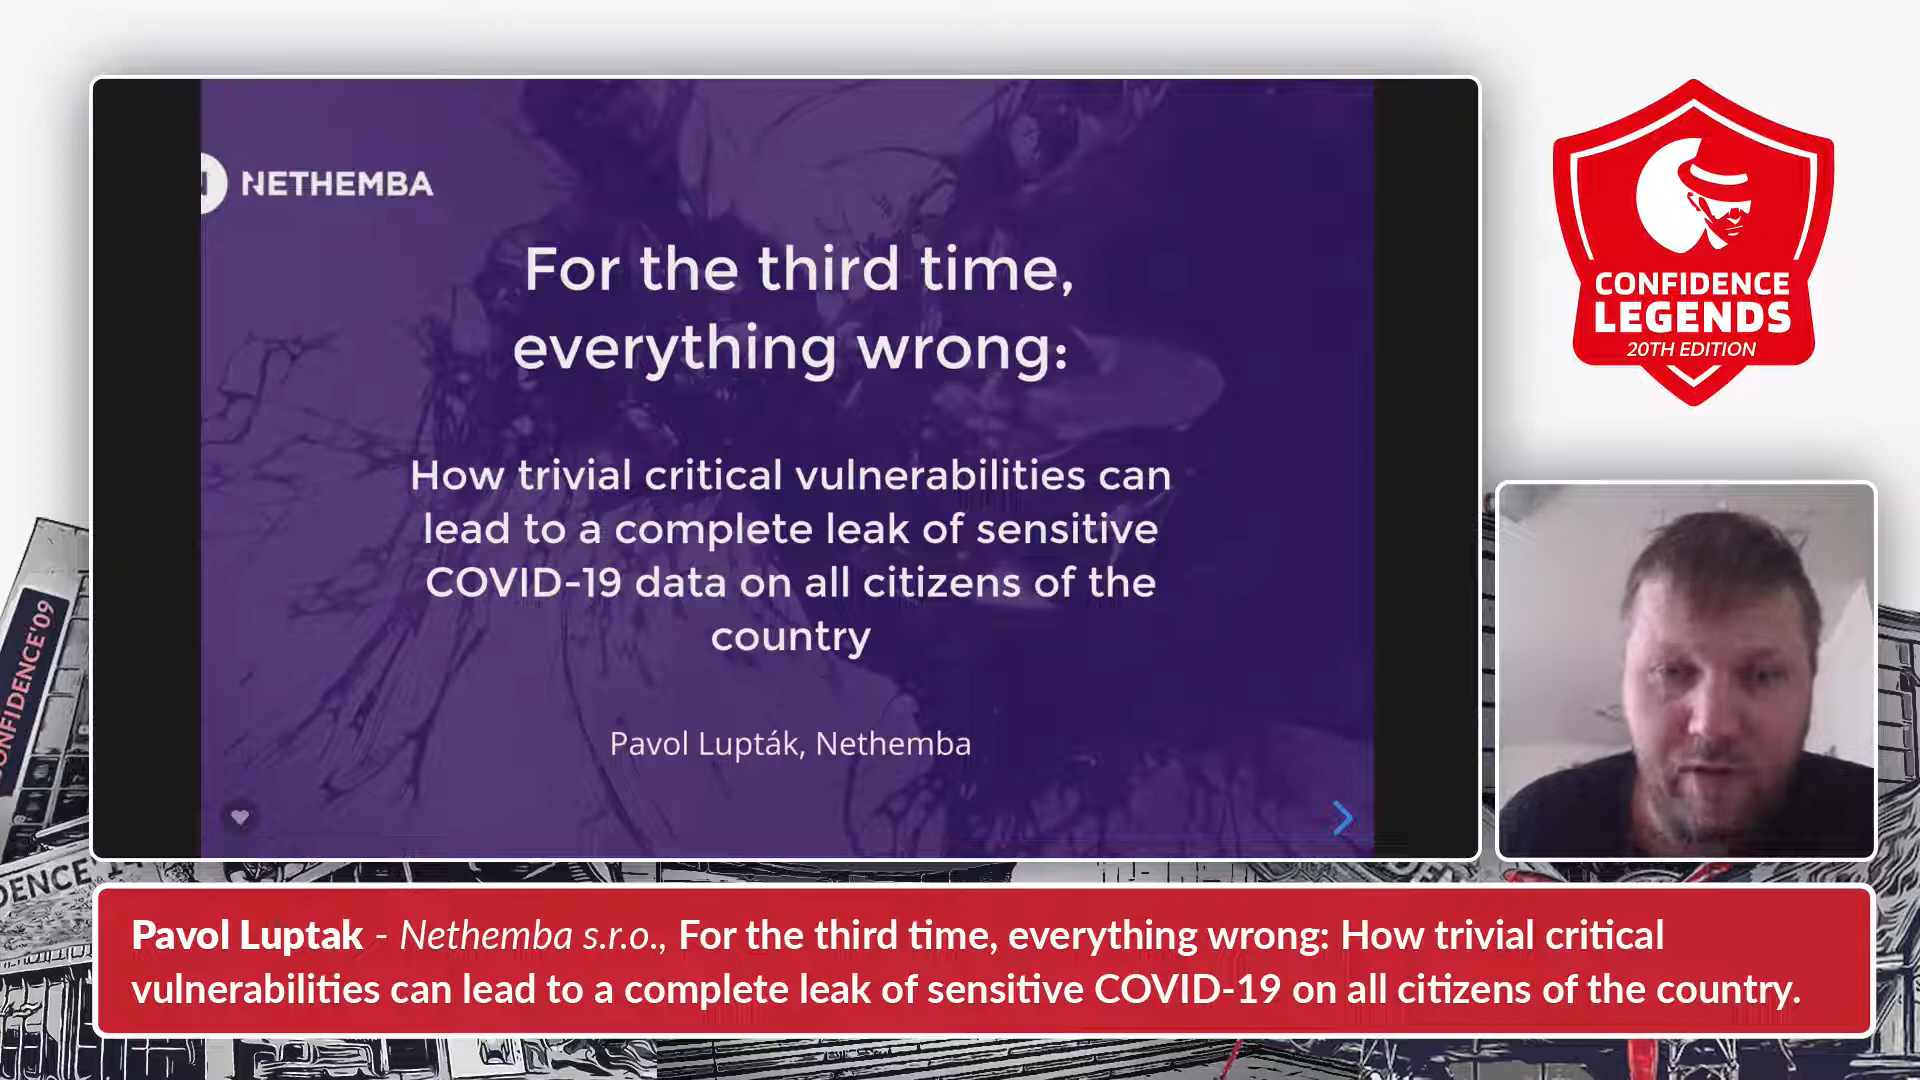 NETHEMBA
For the third time,
everything wrong:
How trivial critical vulnerabilities can
lead to a complete leak of sensitive
COVID-19 data on all citizens of the
country
Pavol Lupták, Nethemba
CONFIDENCE
LEGENDS
20TH EDITION
CONFIDENCE'09
DENCE
Pavol Luptak - Nethemba s.r.o., For the third time, everything wrong: How trivial critical
vulnerabilities can lead to a complete leak of sensitive COVID-19 on all citizens of the country.